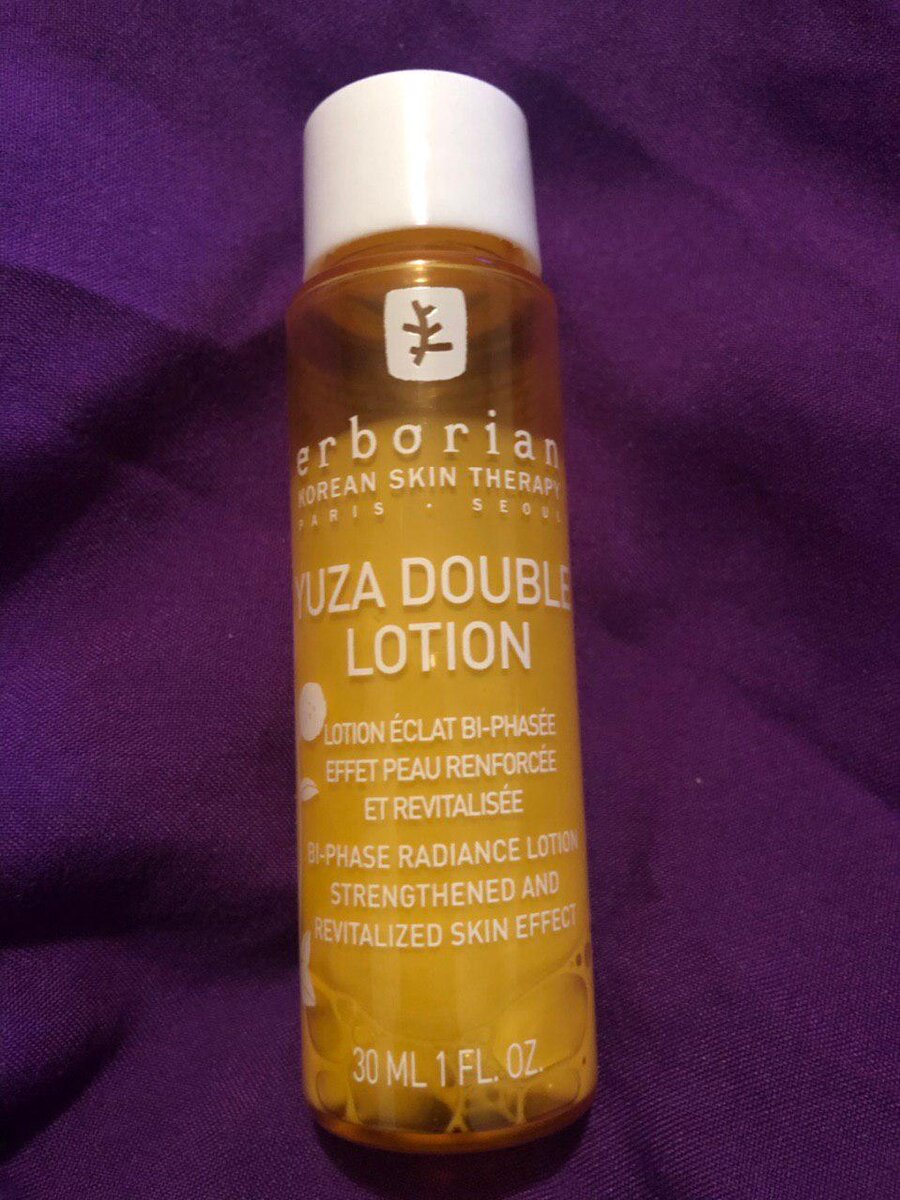 erborian
KOREAN SKIN THERAPY
PARIS · SEOUL
YUZA DOUBLE
LOTION
LOTION ÉCLAT BI-PHASÉE
EFFET PEAU RENFORCÉE
ET REVITALISÉE
BI-PHASE RADIANCE LOTION
STRENGTHENED AND
REVITALIZED SKIN EFFECT
30 ML 1 FL. OZ.